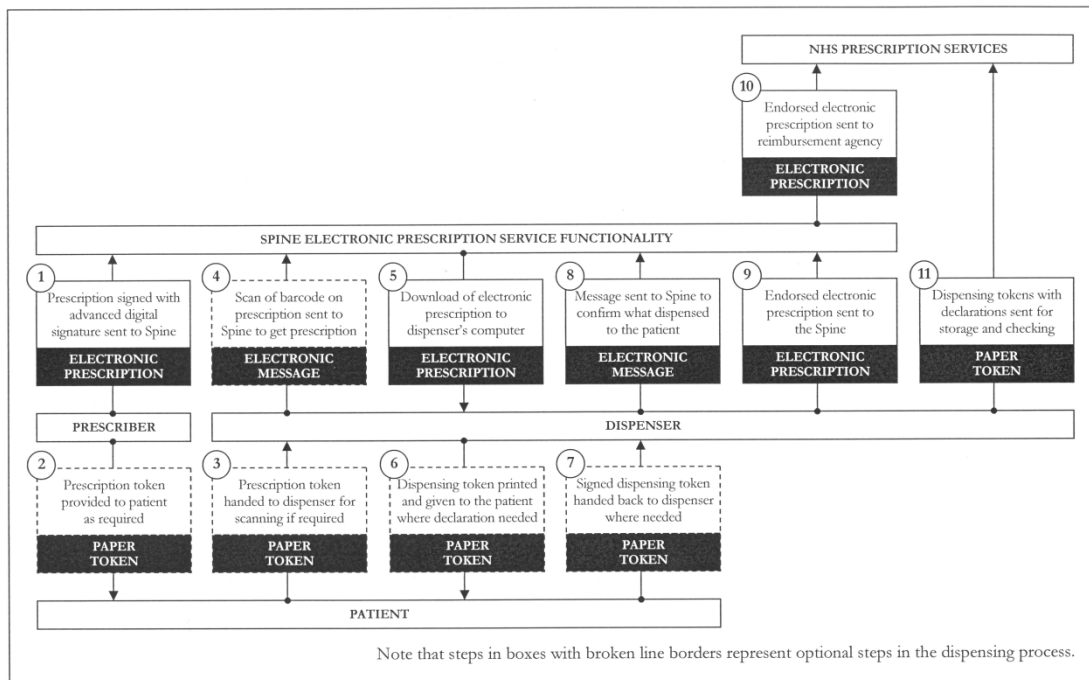 NHS PRESCRIPTION SERVICES
10
Endorsed electronic
prescription sent to
reimbursement agency
ELECTRONIC
PRESCRIPTION
SPINE ELECTRONIC PRESCRIPTION SERVICE FUNCTIONALITY
1
Prescription signed with
advanced digital
signature sent to Spine
ELECTRONIC
PRESCRIPTION
4
Scan of barcode on
prescription sent to
Spine to get prescription
ELECTRONIC
MESSAGE
5
Download of electronic
prescription to
dispenser's computer
ELECTRONIC
PRESCRIPTION
8
Message sent to Spine to
confirm what dispensed
to the patient
ELECTRONIC
MESSAGE
9
Endorsed electronic
prescription sent to
the Spine
ELECTRONIC
PRESCRIPTION
11
Dispensing tokens with
declarations sent for
storage and checking
PAPER
TOKEN
PRESCRIBER
DISPENSER
2
Prescription token
provided to patient
as required
PAPER
TOKEN
3
Prescription token
handed to dispenser for
scanning if required
PAPER
TOKEN
6
Dispensing token printed
and given to the patient
where declaration needed
PAPER
TOKEN
7
Signed dispensing token
handed back to dispenser
where needed
PAPER
TOKEN
PATIENT
Note that steps in boxes with broken line borders represent optional steps in the dispensing process.